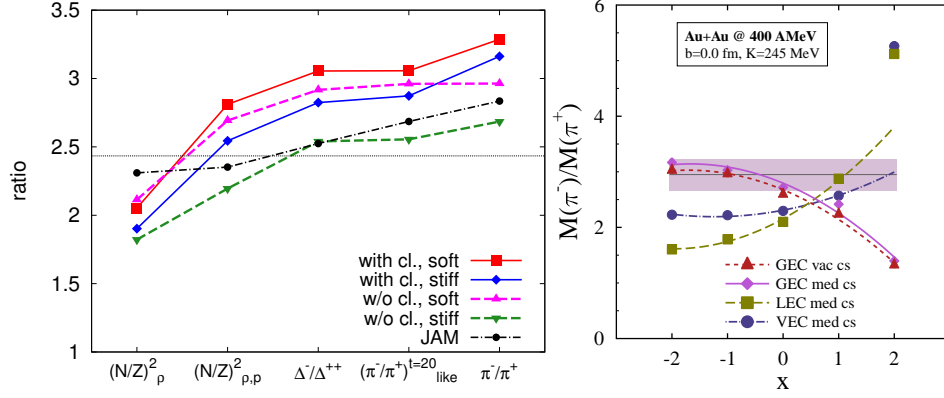 4
3.5
3
2.5
2
1.5
1
ratio
with cl., soft
with cl., stiff
w/o cl., soft
w/o cl., stiff
JAM
(N/Z)²ρ
(N/Z)²ρ,p
Δ⁻/Δ⁺⁺
(π⁻/π⁺)ᵗ⁼²⁰like
π⁻/π⁺
6
4
2
0
M(π⁻)/M(π⁺)
Au+Au @ 400 AMeV
b=0.0 fm, K=245 MeV
GEC vac cs
GEC med cs
LEC med cs
VEC med cs
-2 -1 0 1 2
x